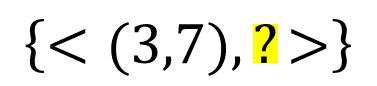 {< (3,7), ? >}